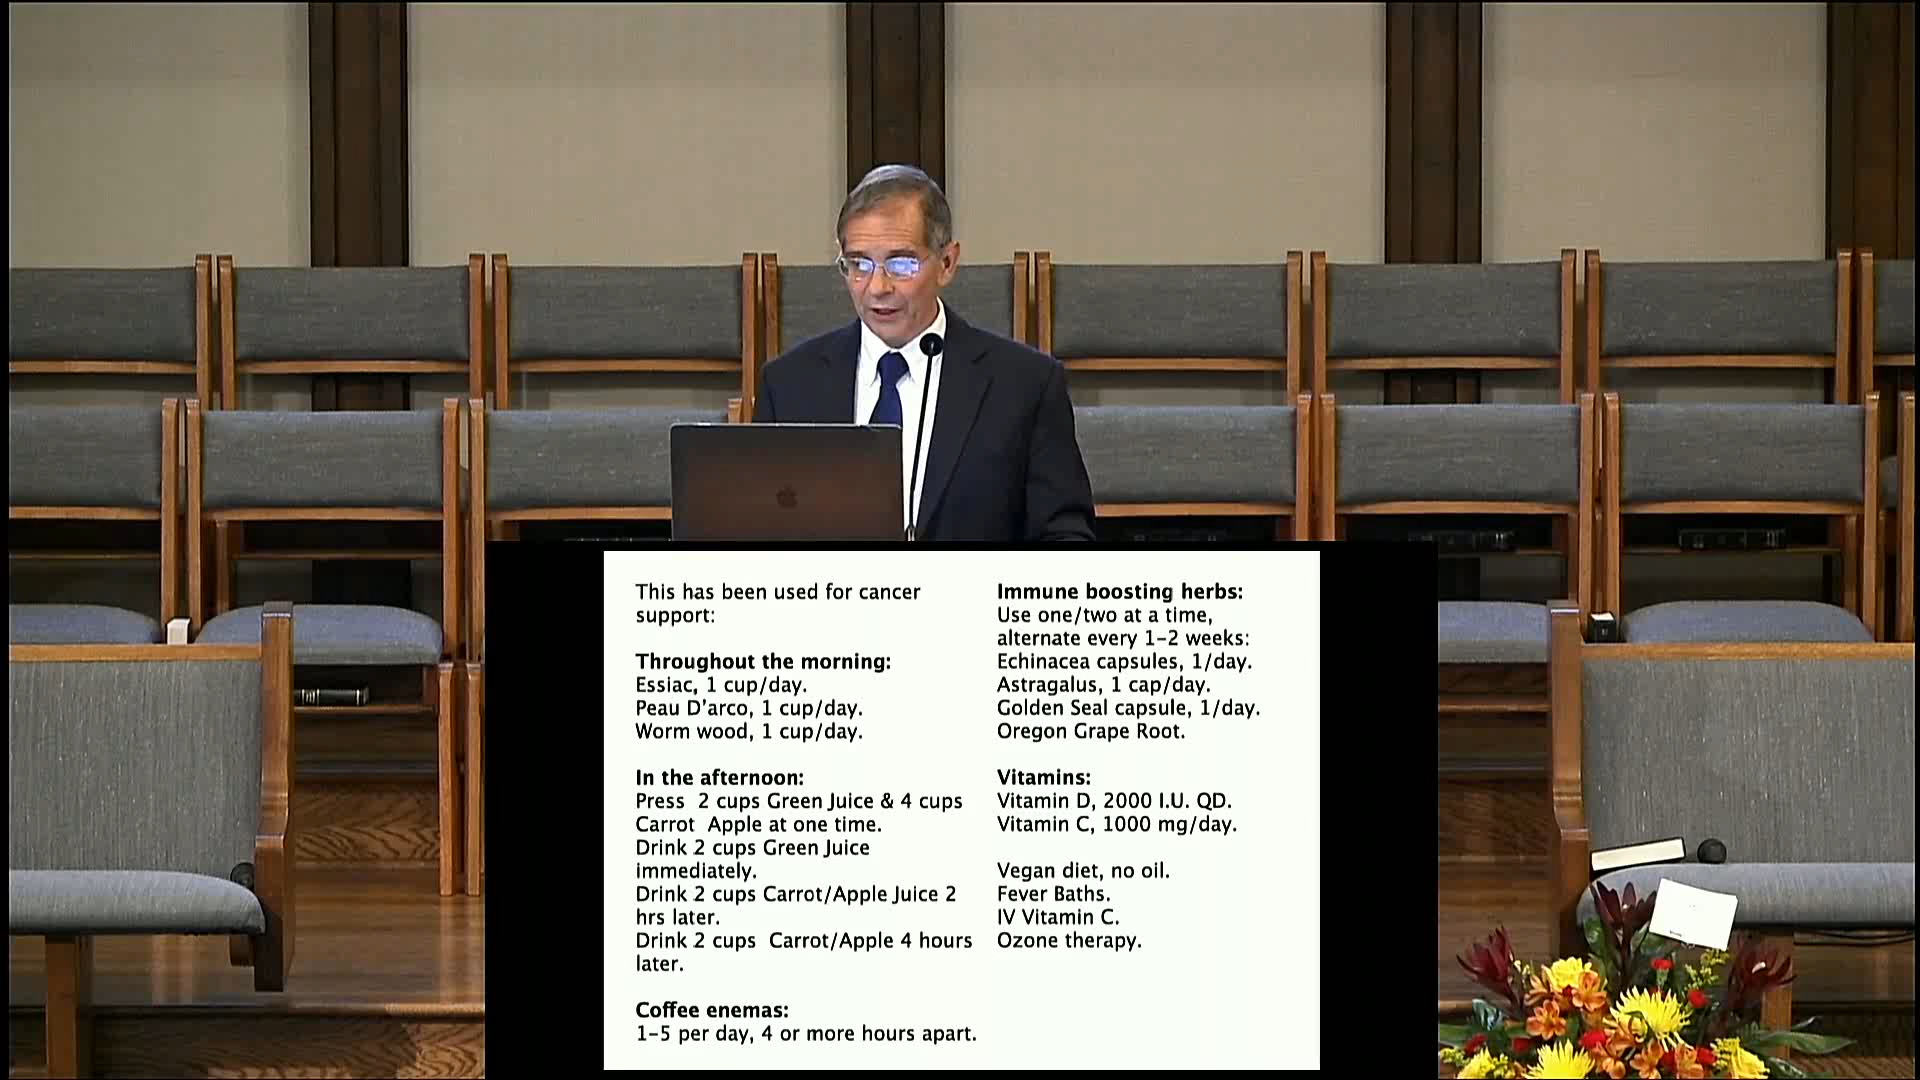 This has been used for cancer
support:
Throughout the morning:
Essiac, 1 cup/day.
Peau D'arco, 1 cup/day.
Worm wood, 1 cup/day.
In the afternoon:
Press 2 cups Green Juice & 4 cups
Carrot Apple at one time.
Drink 2 cups Green Juice
immediately.
Drink 2 cups Carrot/Apple Juice 2
hrs later.
Drink 2 cups Carrot/Apple 4 hours
later.
Coffee enemas:
1-5 per day, 4 or more hours apart.
Immune boosting herbs:
Use one/two at a time,
alternate every 1-2 weeks:
Echinacea capsules, 1/day.
Astragalus, 1 cap/day.
Golden Seal capsule, 1/day.
Oregon Grape Root.
Vitamins:
Vitamin D, 2000 I.U. QD.
Vitamin C, 1000 mg/day.
Vegan diet, no oil.
Fever Baths.
IV Vitamin C.
Ozone therapy.